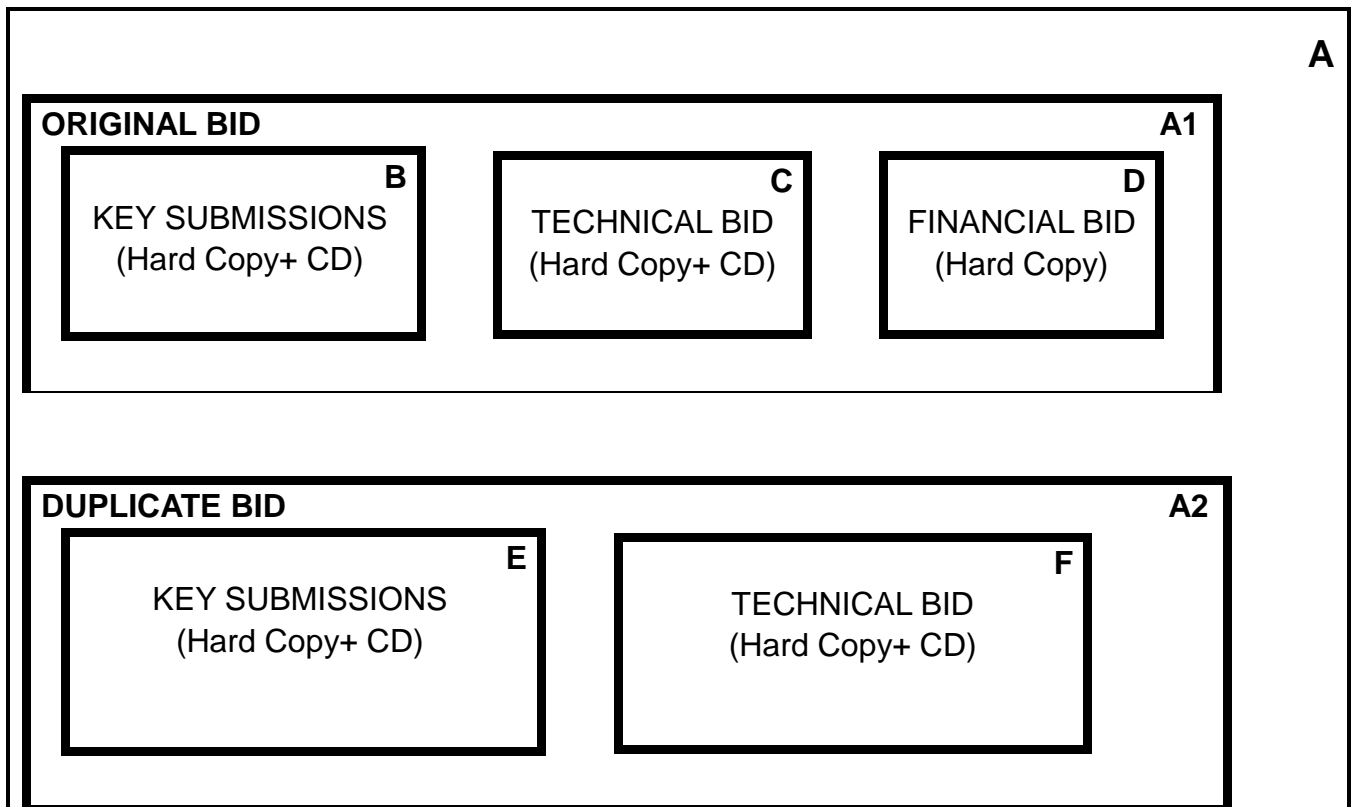 A
ORIGINAL BID A1
B
KEY SUBMISSIONS
(Hard Copy+ CD)
C
TECHNICAL BID
(Hard Copy+ CD)
D
FINANCIAL BID
(Hard Copy)
DUPLICATE BID A2
E
KEY SUBMISSIONS
(Hard Copy+ CD)
F
TECHNICAL BID
(Hard Copy+ CD)